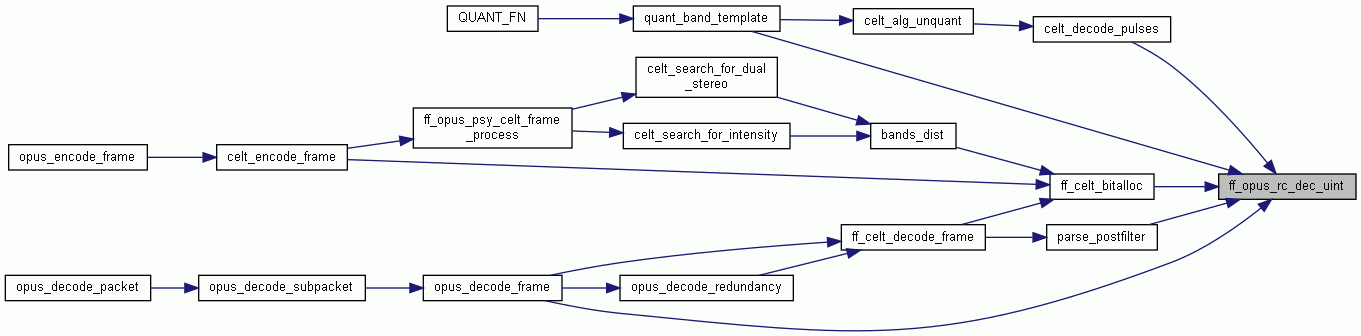 QUANT_FN
quant_band_template
celt_alg_unquant
celt_decode_pulses
celt_search_for_dual
_stereo
ff_opus_psy_celt_frame
_process
celt_search_for_intensity
bands_dist
opus_encode_frame
celt_encode_frame
ff_celt_bitalloc
ff_opus_rc_dec_uint
ff_celt_decode_frame
parse_postfilter
opus_decode_packet
opus_decode_subpacket
opus_decode_frame
opus_decode_redundancy